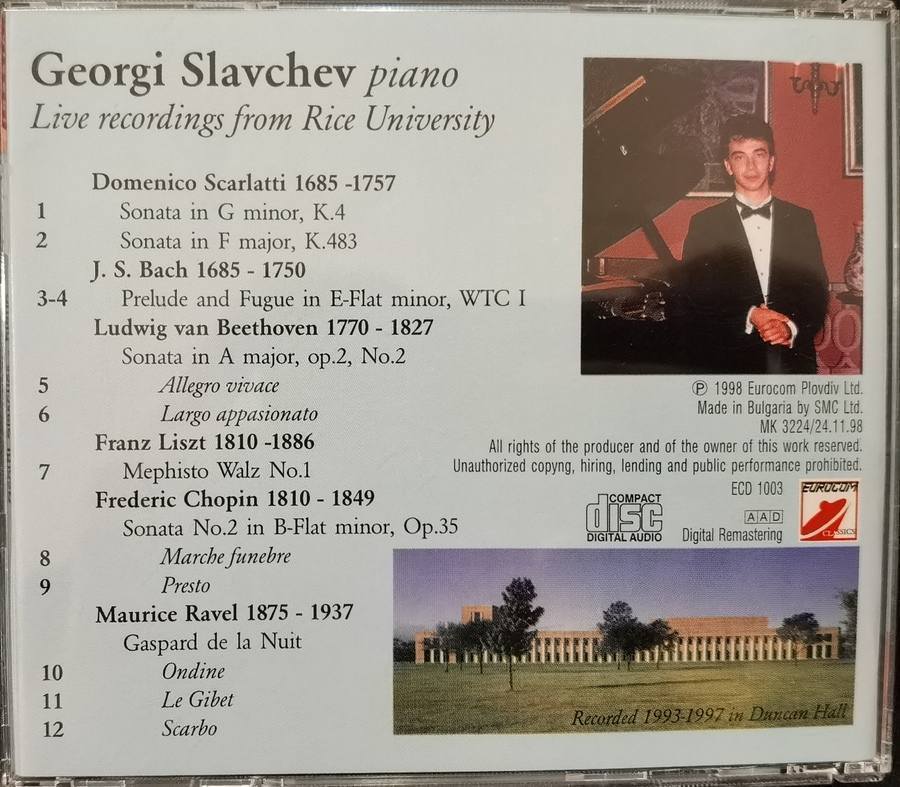 Georgi Slavchev piano
Live recordings from Rice University
Domenico Scarlatti 1685 -1757
1 Sonata in G minor, K.4
2 Sonata in F major, K.483
J. S. Bach 1685 - 1750
3-4 Prelude and Fugue in E-Flat minor, WTC I
Ludwig van Beethoven 1770 - 1827
Sonata in A major, op.2, No.2
5 Allegro vivace
6 Largo appasionato
Franz Liszt 1810 -1886
7 Mephisto Walz No.1
Frederic Chopin 1810 - 1849
Sonata No.2 in B-Flat minor, Op.35
8 Marche funebre
9 Presto
Maurice Ravel 1875 - 1937
Gaspard de la Nuit
10 Ondine
11 Le Gibet
12 Scarbo
Ⓟ 1998 Eurocom Plovdiv Ltd.
Made in Bulgaria by SMC Ltd.
MK 3224/24.11.98
All rights of the producer and of the owner of this work reserved.
Unauthorized copyng, hiring, lending and public performance prohibited.
COMPACT
disc
DIGITAL AUDIO
ECD 1003
AAD
Digital Remastering
EUROCOM
CLASSICS
Recorded 1993-1997 in Duncan Hall